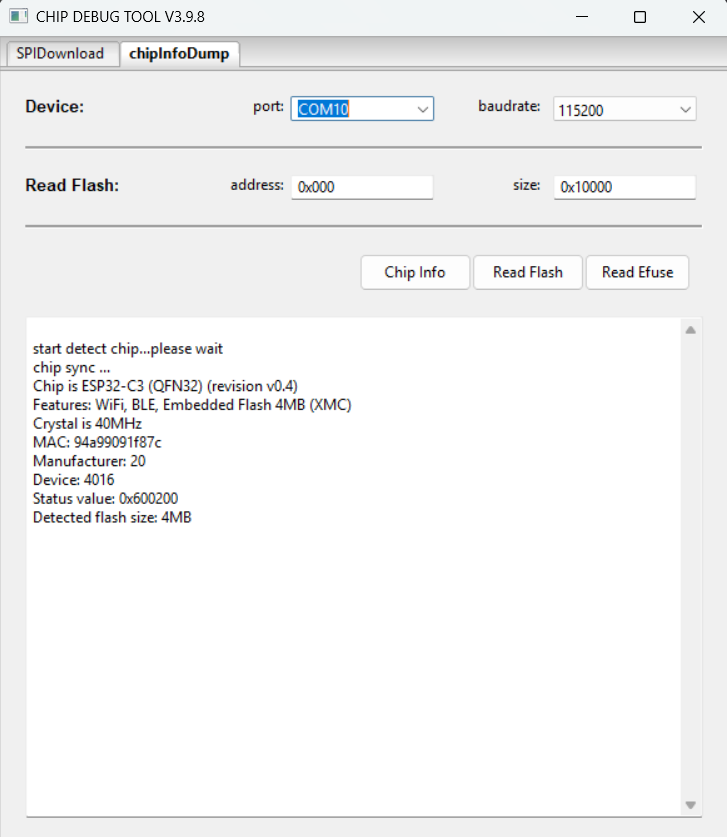 CHIP DEBUG TOOL V3.9.8
SPIDownload chipInfoDump
Device: port: COM10 baudrate: 115200
Read Flash: address: 0x000 size: 0x10000
Chip Info Read Flash Read Efuse
start detect chip...please wait
chip sync ...
Chip is ESP32-C3 (QFN32) (revision v0.4)
Features: WiFi, BLE, Embedded Flash 4MB (XMC)
Crystal is 40MHz
MAC: 94a99091f87c
Manufacturer: 20
Device: 4016
Status value: 0x600200
Detected flash size: 4MB